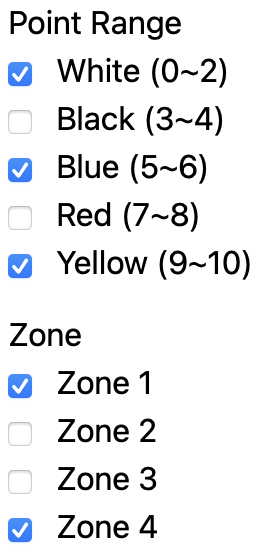 Point Range
White (0~2)
Black (3~4)
Blue (5~6)
Red (7~8)
Yellow (9~10)
Zone
Zone 1
Zone 2
Zone 3
Zone 4